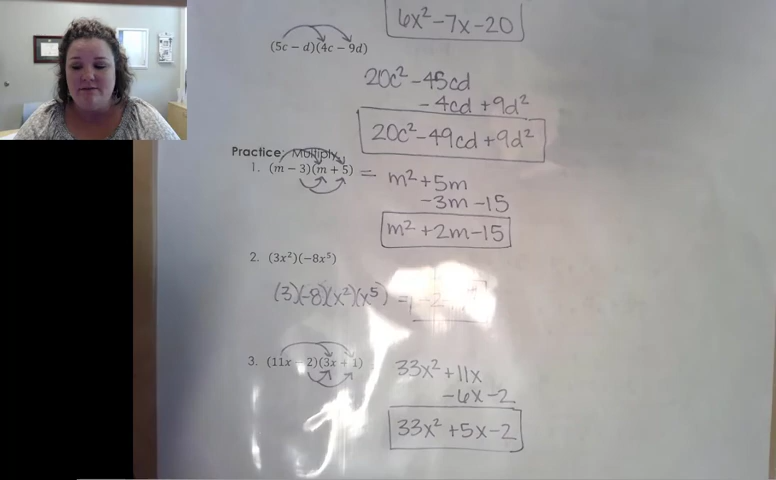 6x² - 7x - 20
(5c − d)(4c − 9d)
20c² - 45cd
- 4cd + 9d²
20c² - 49cd + 9d²
Practice: Multiply.
1. (m − 3)(m + 5) = m² + 5m
- 3m - 15
m² + 2m - 15
2. (3x²)(−8x⁵)
(3)(-8)(x²)(x⁵) =
3. (11x − 2)(3x + 1) 33x² + 11x
- 6x - 2
33x² + 5x - 2